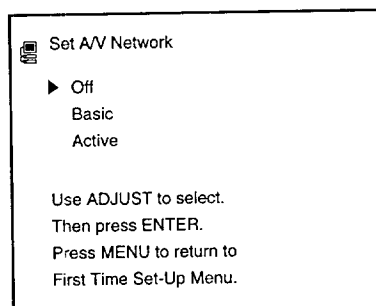 Set A/V Network
Off
Basic
Active
Use ADJUST to select.
Then press ENTER.
Press MENU to return to
First Time Set-Up Menu.